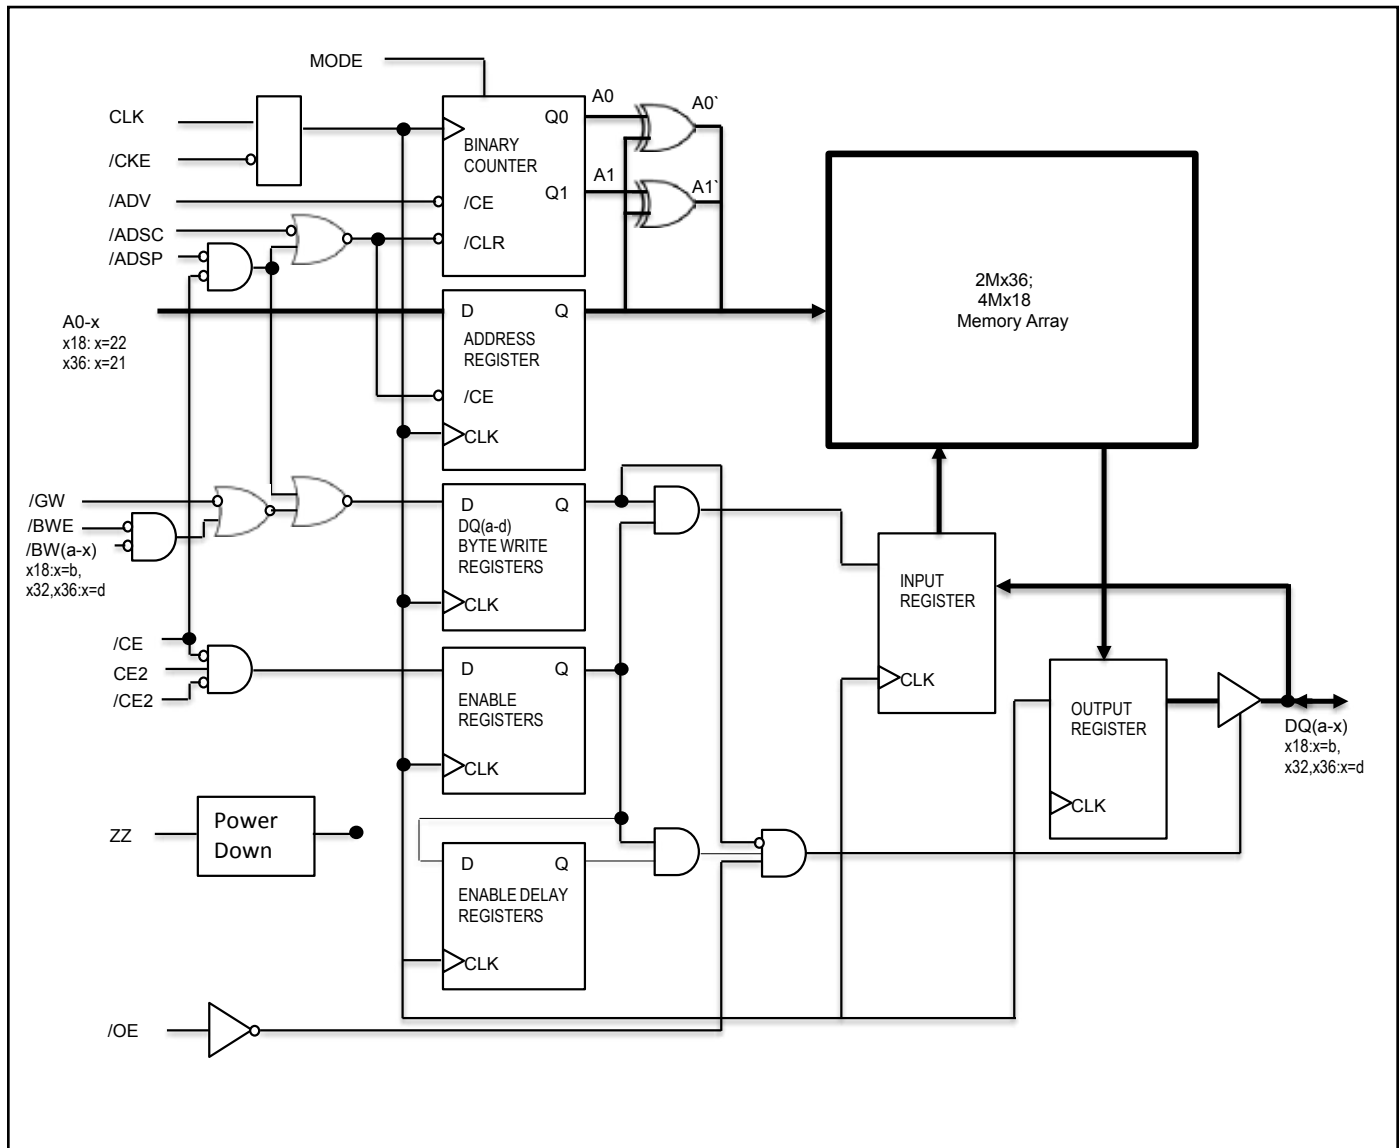 MODE
CLK
/CKE
/ADV
/ADSC
/ADSP
A0-x
x18: x=22
x36: x=21
/GW
/BWE
/BW(a-x)
x18:x=b,
x32,x36:x=d
/CE
CE2
/CE2
ZZ
Power
Down
/OE
Q0
BINARY
COUNTER
Q1
/CE
/CLR
A0
A0`
A1
A1`
D Q
ADDRESS
REGISTER
/CE
CLK
D Q
DQ(a-d)
BYTE WRITE
REGISTERS
CLK
D Q
ENABLE
REGISTERS
CLK
D Q
ENABLE DELAY
REGISTERS
CLK
2Mx36;
4Mx18
Memory Array
INPUT
REGISTER
CLK
OUTPUT
REGISTER
CLK
DQ(a-x)
x18:x=b,
x32,x36:x=d